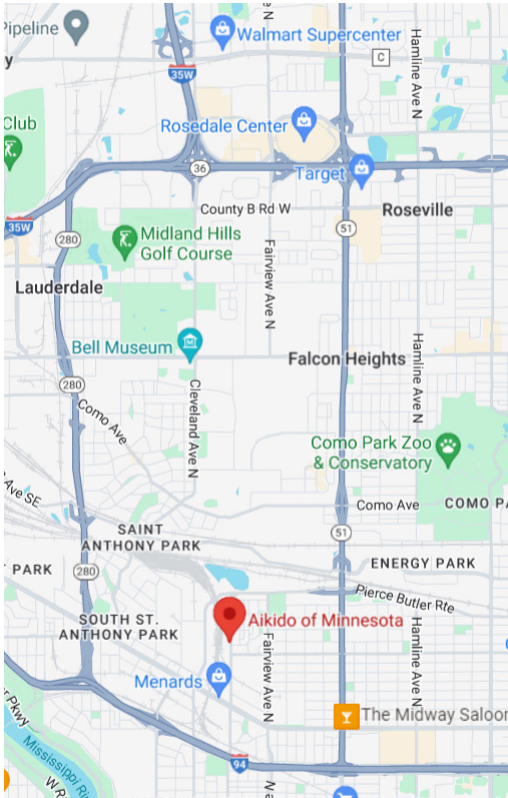 Pipeline
Walmart Supercenter
C
y
35W
Hamline Ave N
Club
Rosedale Center
36
Target
County B Rd W
Roseville
35W
280
Midland Hills
Golf Course
51
Fairview Ave N
Lauderdale
Bell Museum
Falcon Heights
Hamline Ave N
280
Cleveland Ave N
Como Ave
Como Park Zoo
& Conservatory
Ave SE
Como Ave
COMO PA
SAINT
ANTHONY PARK
51
T PARK
280
ENERGY PARK
Pierce Butler Rte
Aikido of Minnesota
SOUTH ST.
ANTHONY PARK
Fairview Ave N
Hamline Ave N
Menards
The Midway Saloon
Pkwy
94
Mississippi Riv
W R
N